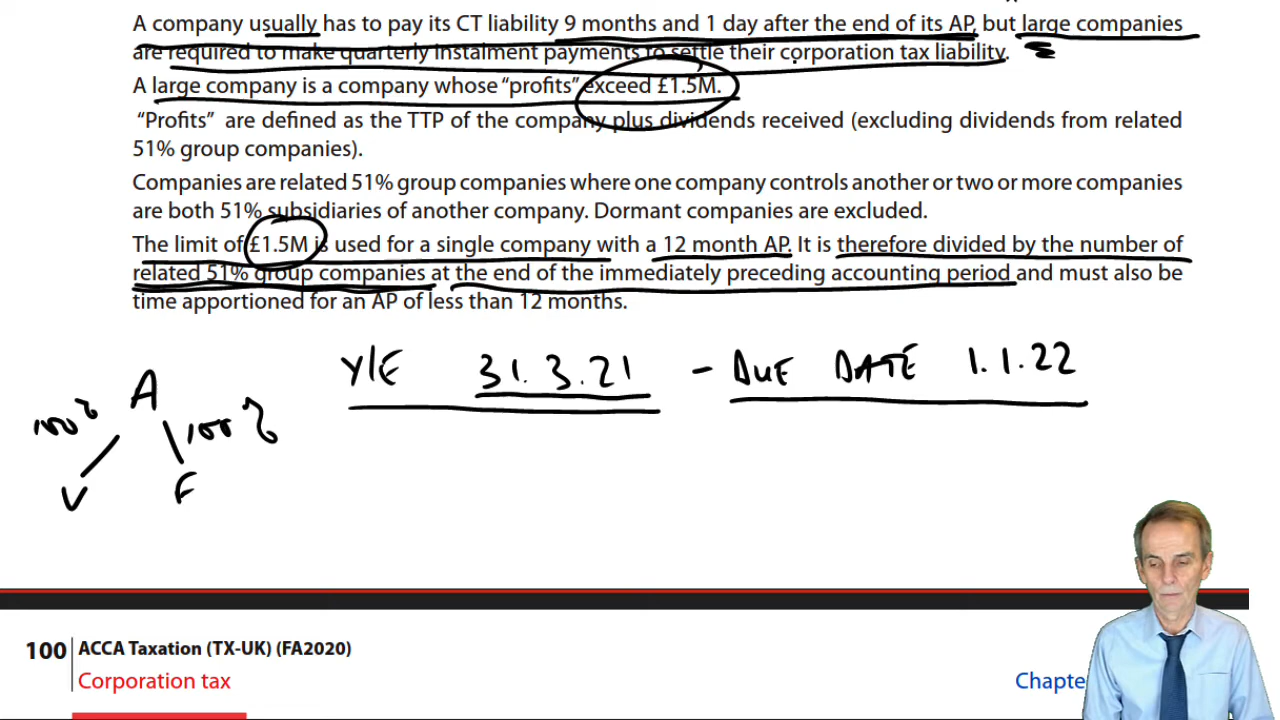 A company usually has to pay its CT liability 9 months and 1 day after the end of its AP, but large companies
are required to make quarterly instalment payments to settle their corporation tax liability.
A large company is a company whose “profits” exceed £1.5M.
“Profits” are defined as the TTP of the company plus dividends received (excluding dividends from related
51% group companies).
Companies are related 51% group companies where one company controls another or two or more companies
are both 51% subsidiaries of another company. Dormant companies are excluded.
The limit of £1.5M is used for a single company with a 12 month AP. It is therefore divided by the number of
related 51% group companies at the end of the immediately preceding accounting period and must also be
time apportioned for an AP of less than 12 months.
Y/E 31.3.21 - DUE DATE 1.1.22
A
100% 100%
V F
100 ACCA Taxation (TX-UK) (FA2020)
Corporation tax Chapte